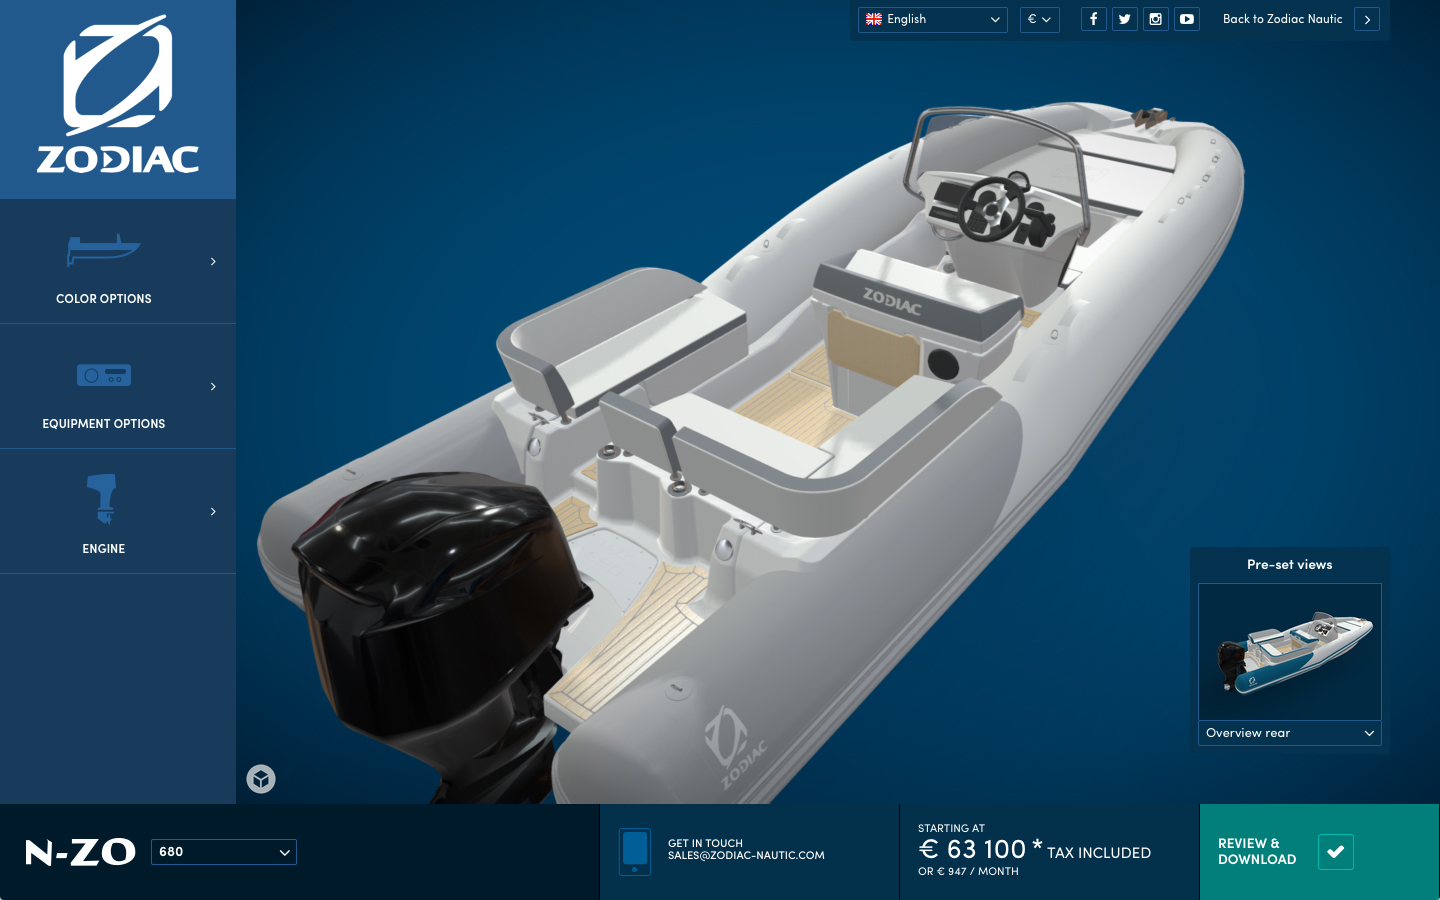 ZODIAC
English
€
Back to Zodiac Nautic
COLOR OPTIONS
EQUIPMENT OPTIONS
ENGINE
ZODIAC
ZODIAC
Pre-set views
Overview rear
N-ZO
680
GET IN TOUCH
SALES@ZODIAC-NAUTIC.COM
STARTING AT
€ 63 100 * TAX INCLUDED
OR € 947 / MONTH
REVIEW &
DOWNLOAD